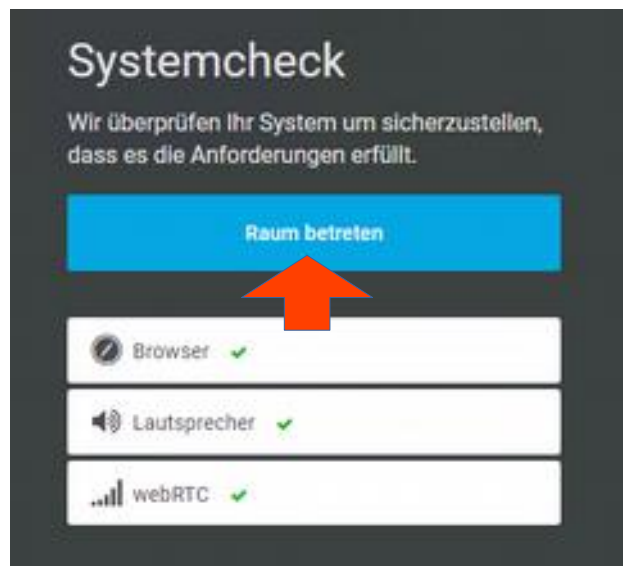 Systemcheck
Wir überprüfen Ihr System um sicherzustellen,
dass es die Anforderungen erfüllt.
Raum betreten
Browser
Lautsprecher
webRTC